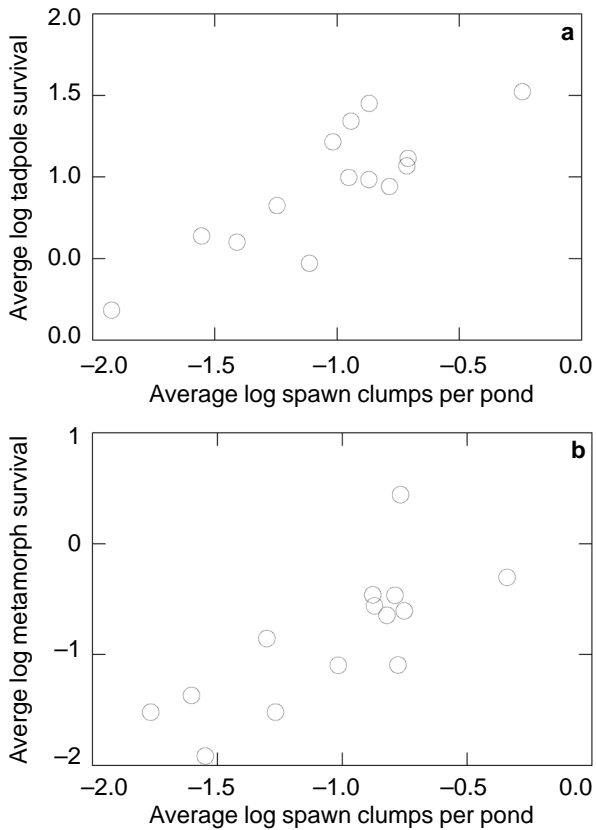 2.0
a
1.5
1.0
0.0
0.0
Averge log tadpole survival
–2.0 –1.5 –1.0 –0.5 0.0
Average log spawn clumps per pond
1
b
0
–1
–2
Averge log metamorph survival
–2.0 –1.5 –1.0 –0.5 0.0
Average log spawn clumps per pond